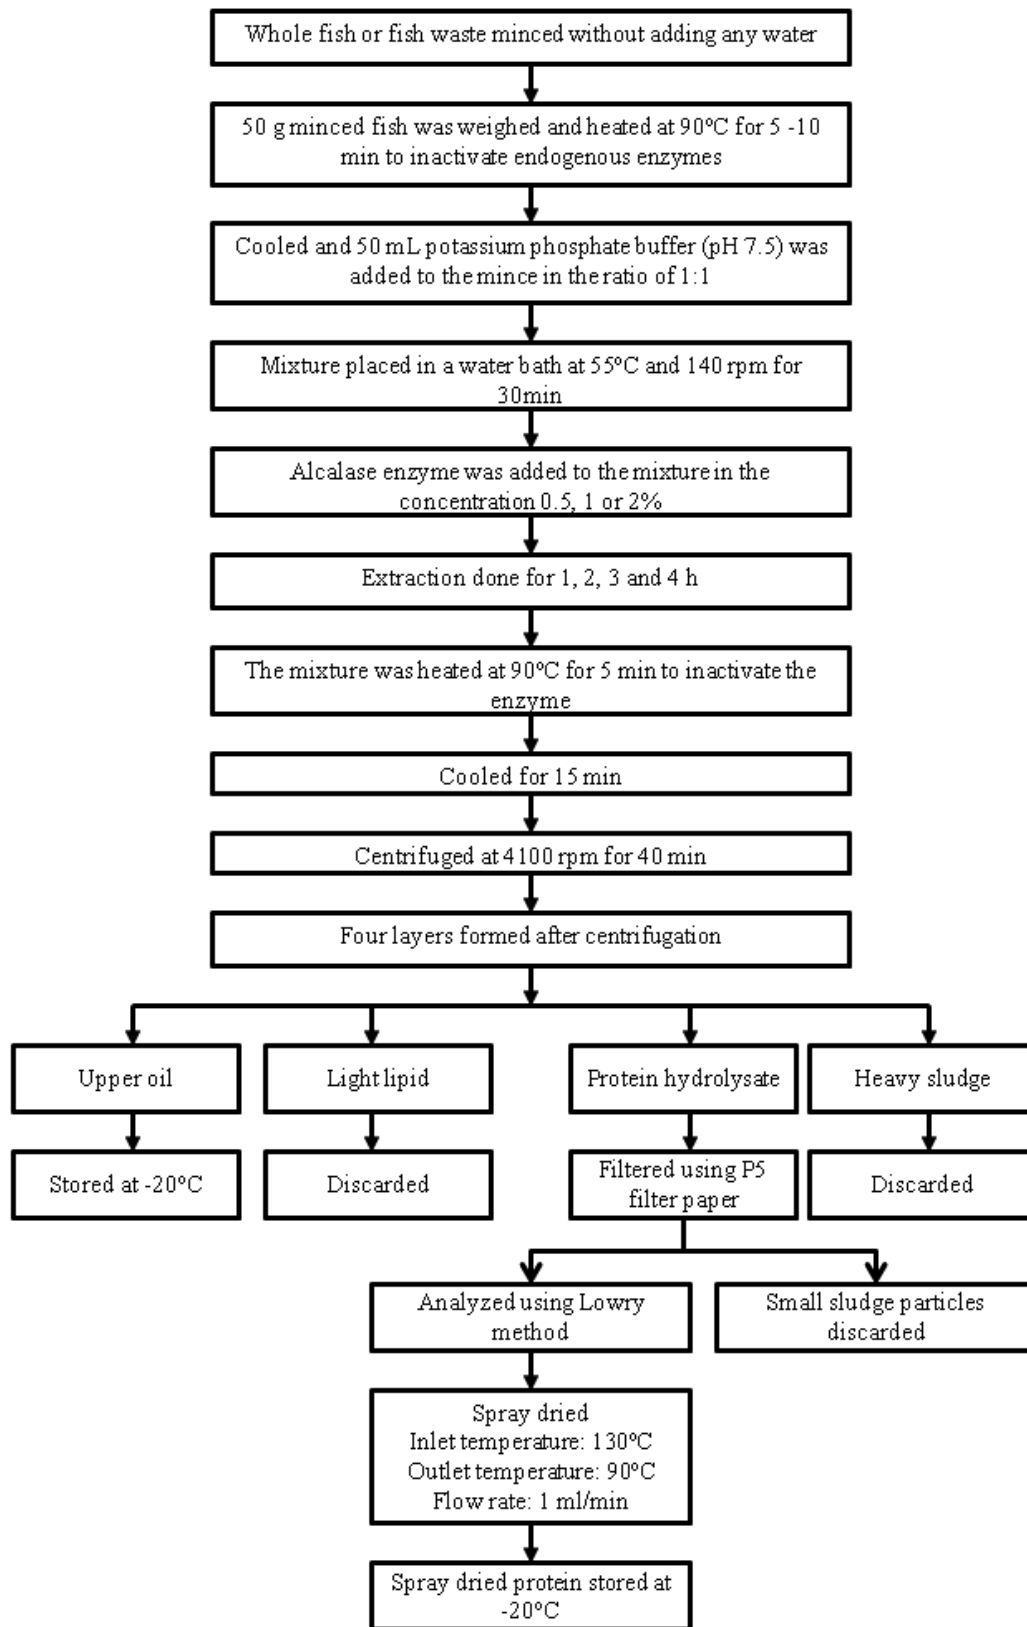 Whole fish or fish waste minced without adding any water
50 g minced fish was weighed and heated at 90ºC for 5 -10
min to inactivate endogenous enzymes
Cooled and 50 mL potassium phosphate buffer (pH 7.5) was
added to the mince in the ratio of 1:1
Mixture placed in a water bath at 55ºC and 140 rpm for
30min
Alcalase enzyme was added to the mixture in the
concentration 0.5, 1 or 2%
Extraction done for 1, 2, 3 and 4 h
The mixture was heated at 90ºC for 5 min to inactivate the
enzyme
Cooled for 15 min
Centrifuged at 4100 rpm for 40 min
Four layers formed after centrifugation
Upper oil
Light lipid
Protein hydrolysate
Heavy sludge
Stored at -20ºC
Discarded
Filtered using P5
filter paper
Discarded
Analyzed using Lowry
method
Small sludge particles
discarded
Spray dried
Inlet temperature: 130ºC
Outlet temperature: 90ºC
Flow rate: 1 ml/min
Spray dried protein stored at
-20ºC